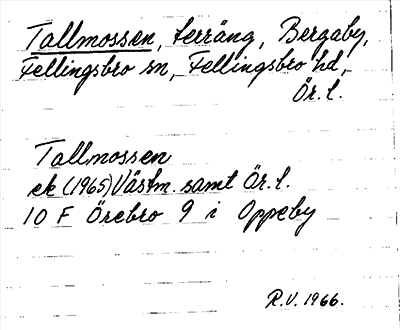 Tallmossen, terräng, Bergaby,
Fellingsbro sn, Fellingsbro hd,
Ör. l.
Tallmossen
ek (1965) Västm. samt Ör. l.
10 F Örebro 9 i Oppeby
R.V. 1966.